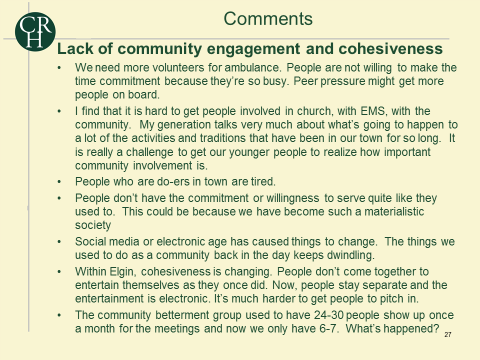 CR
H
Comments
Lack of community engagement and cohesiveness
• We need more volunteers for ambulance. People are not willing to make the
time commitment because they're so busy. Peer pressure might get more
people on board.
• I find that it is hard to get people involved in church, with EMS, with the
community. My generation talks very much about what's going to happen to
a lot of the activities and traditions that have been in our town for so long. It
is really a challenge to get our younger people to realize how important
community involvement is.
• People who are do-ers in town are tired.
• People don't have the commitment or willingness to serve quite like they
used to. This could be because we have become such a materialistic
society
• Social media or electronic age has caused things to change. The things we
used to do as a community back in the day keeps dwindling.
• Within Elgin, cohesiveness is changing. People don't come together to
entertain themselves as they once did. Now, people stay separate and the
entertainment is electronic. It's much harder to get people to pitch in.
• The community betterment group used to have 24-30 people show up once
a month for the meetings and now we only have 6-7. What's happened?
27